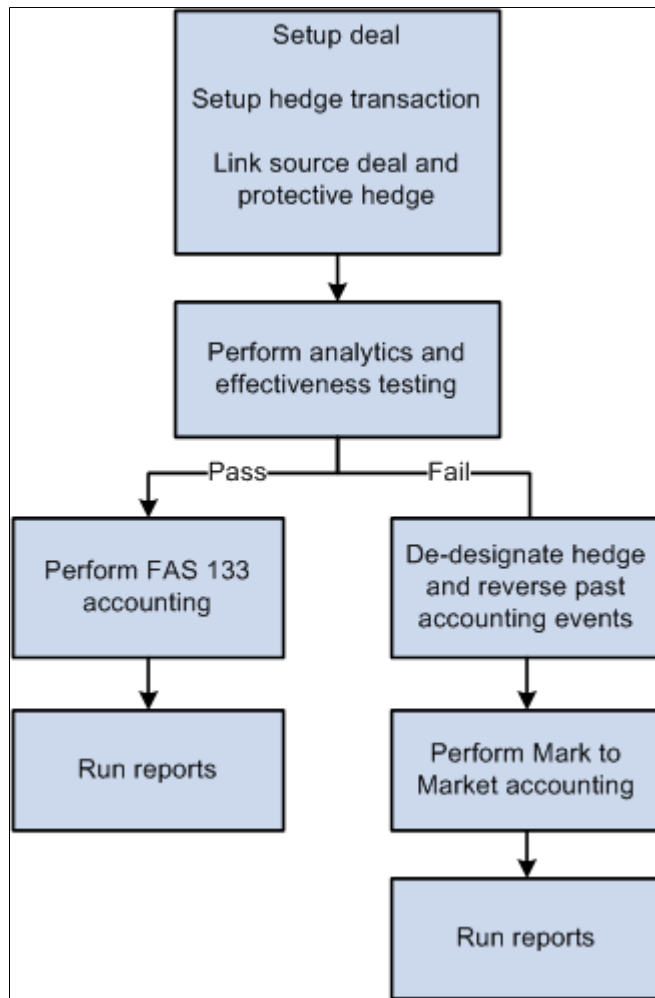 Setup deal
Setup hedge transaction
Link source deal and
protective hedge
Perform analytics and
effectiveness testing
Pass
Fail
Perform FAS 133
accounting
De-designate hedge
and reverse past
accounting events
Run reports
Perform Mark to
Market accounting
Run reports